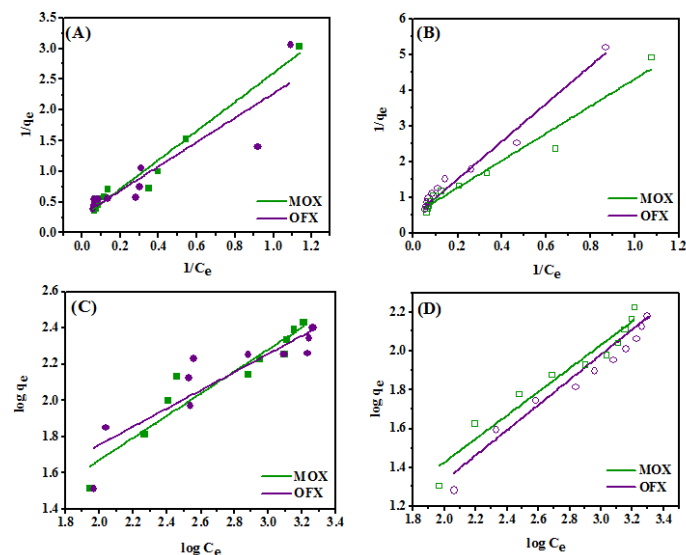 (A)
3.5
3.0
2.5
2.0
1.5
1.0
0.5
0.0
1/qe
0.0 0.2 0.4 0.6 0.8 1.0 1.2
1/Ce
MOX
OFX
(B)
6
5
4
3
2
1
0
1/qe
0.0 0.2 0.4 0.6 0.8 1.0 1.2
1/Ce
MOX
OFX
(C)
2.6
2.4
2.2
2.0
1.8
1.6
1.4
log qe
1.8 2.0 2.2 2.4 2.6 2.8 3.0 3.2 3.4
log Ce
MOX
OFX
(D)
2.2
2.0
1.8
1.6
1.4
1.2
log qe
1.8 2.0 2.2 2.4 2.6 2.8 3.0 3.2 3.4 3.6
log Ce
MOX
OFX